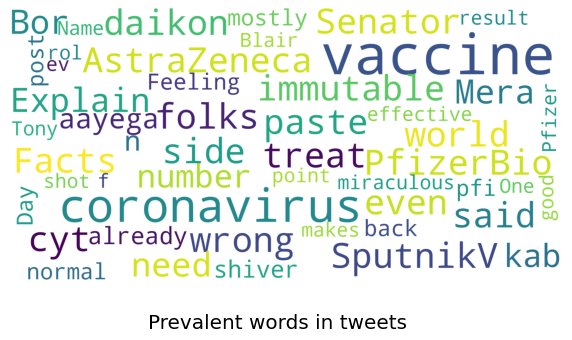 Bor Name daikon mostly Senator result
post rol ev AstraZeneca Blair vaccine
Explain Feeling immutable Mera Pfizer
Tony aayega folks paste effective
n side treat world
Facts number point PfizerBio
Day shot f miraculous pfi One good
coronavirus even said
cyt already wrong makes back
normal need shiver SputnikV kab
Prevalent words in tweets